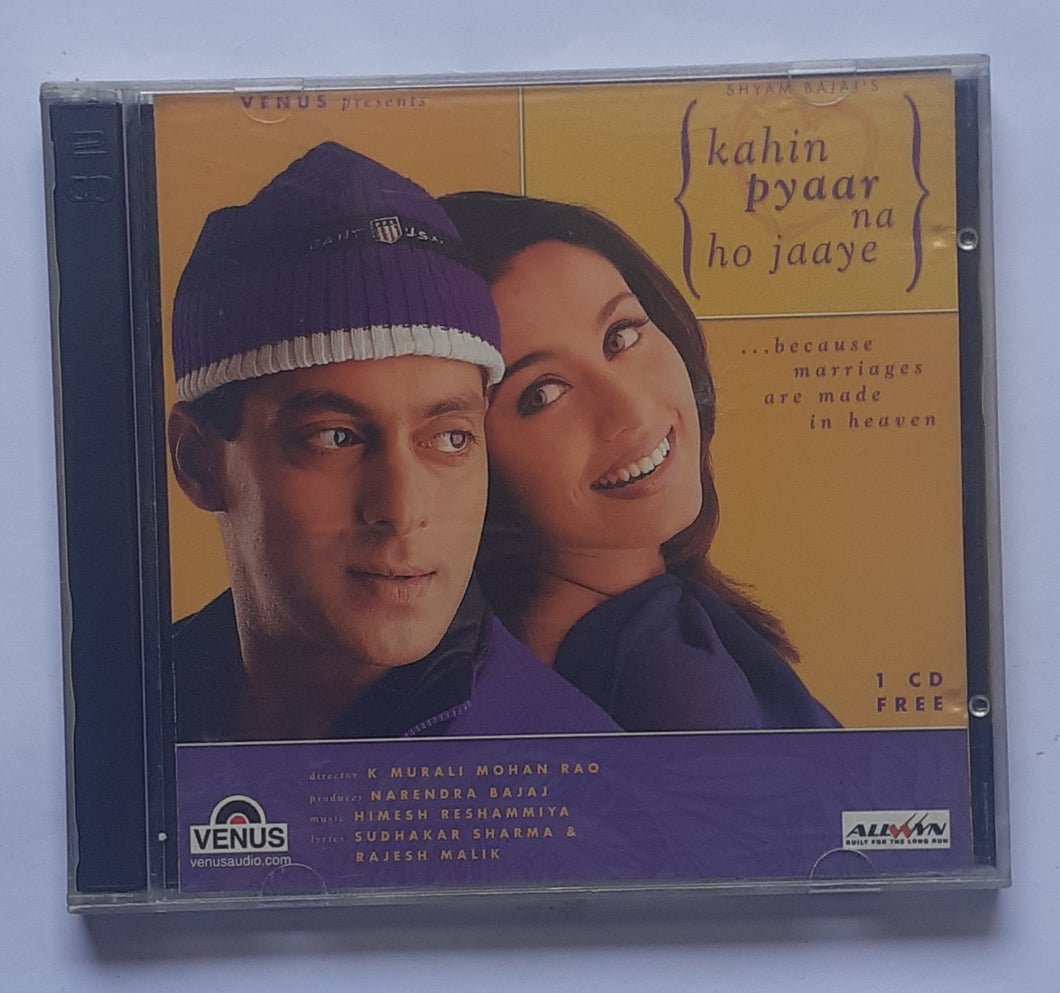 VENUS presents
SHYAM BAJAJ'S
kahin
pyaar
na
ho jaaye
...because
marriages
are made
in heaven
1 CD
FREE
director K MURALI MOHAN RAO
producer NARENDRA BAJAJ
music HIMESH RESHAMMIYA
lyrics SUDHAKAR SHARMA &
RAJESH MALIK
VENUS
venusaudio.com
ALLWYN
BUILT FOR THE LONG RUN